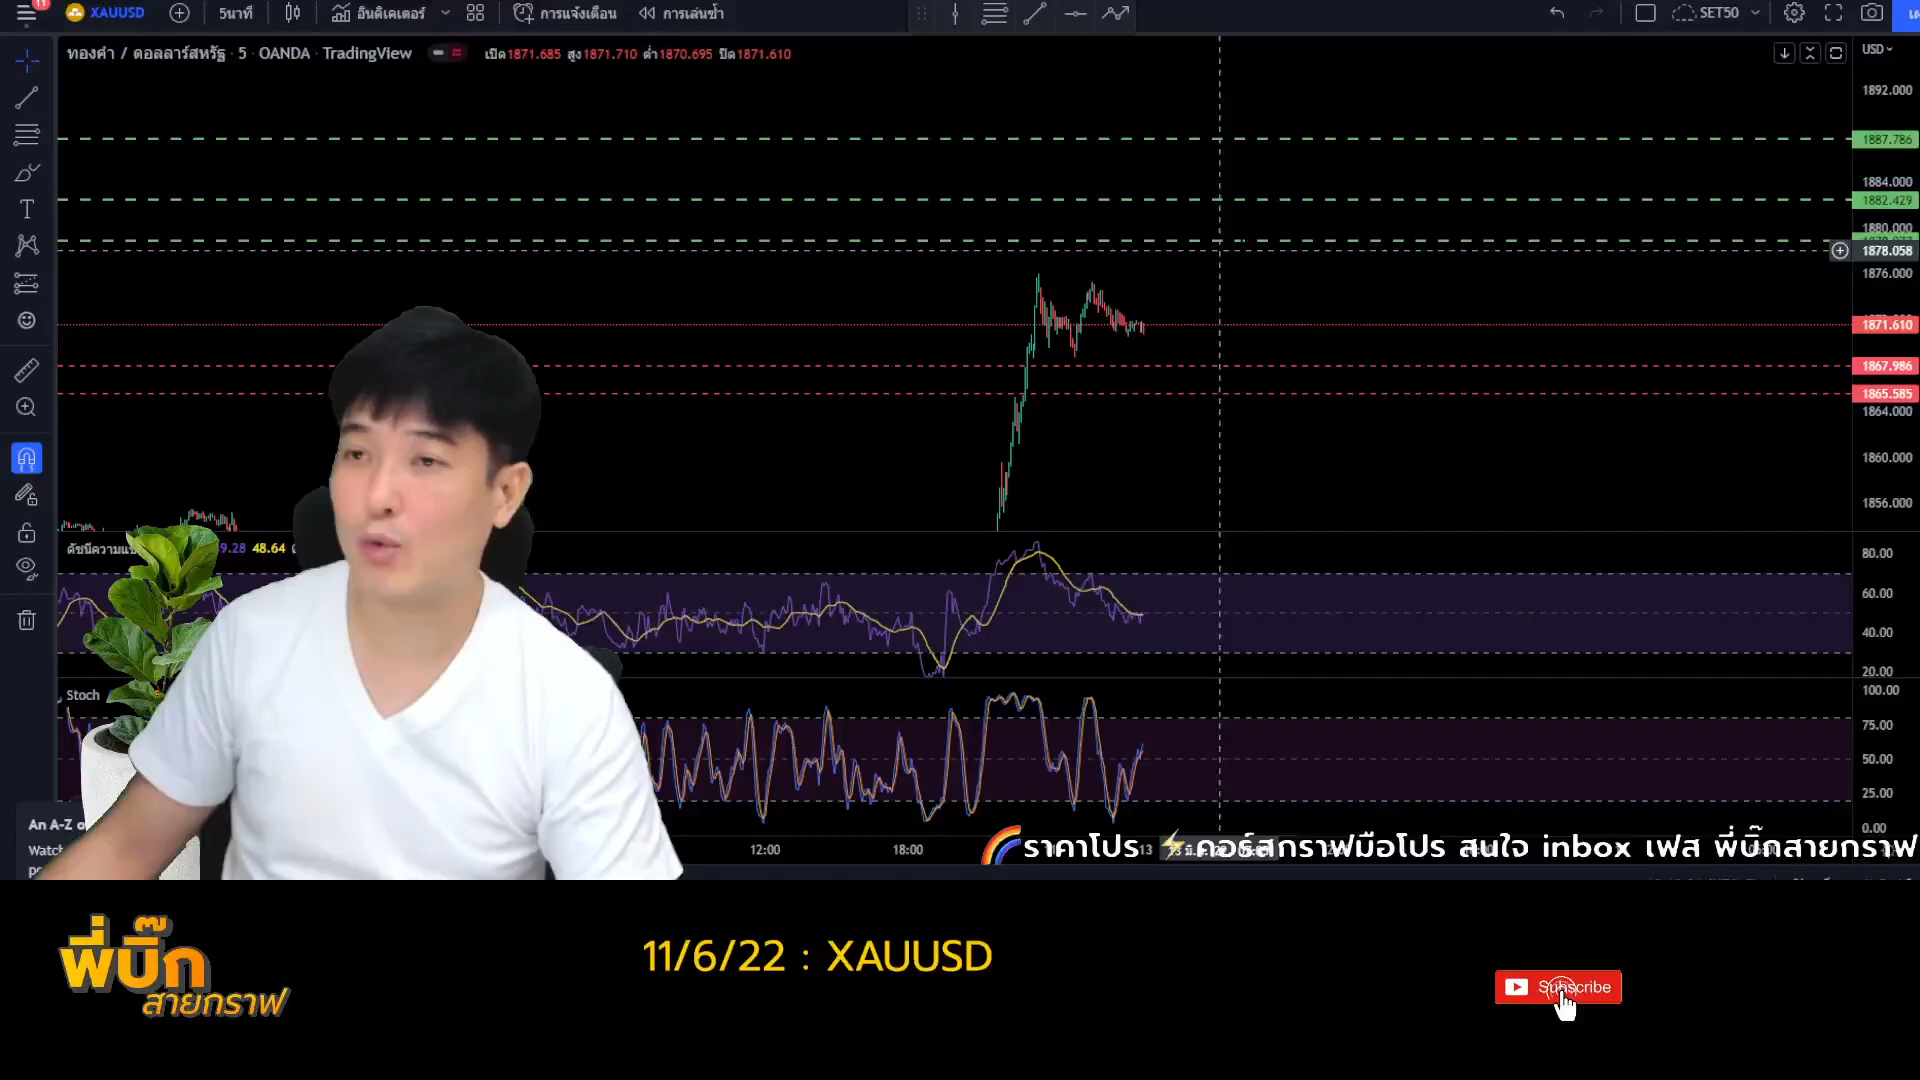 11
XAUUSD
5นาที
อินดิเคเตอร์
การแจ้งเตือน
การเล่นซ้ำ
SET50
ทองคำ / ดอลลาร์สหรัฐ · 5 · OANDA · TradingView
เปิด1871.685 สูง1871.710 ต่ำ1870.695 ปิด1871.610
USD
1892.000
1887.786
1884.000
1882.429
1880.000
1878.058
1876.000
1871.610
1867.986
1865.585
1864.000
1860.000
1856.000
9.28 48.64
80.00
60.00
40.00
20.00
Stoch
100.00
75.00
50.00
25.00
0.00
An A-Z
Watc
12:00
18:00
13
ราคาโปร ⚡คอร์สกราฟมือโปร สนใจ inbox เฟส พี่บิ๊กสายกราฟ
พี่บิ๊ก
สายกราฟ
11/6/22 : XAUUSD
Subscribe